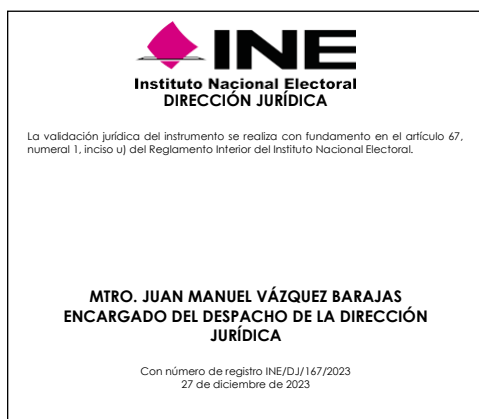 INE
Instituto Nacional Electoral
DIRECCIÓN JURÍDICA
La validación jurídica del instrumento se realiza con fundamento en el artículo 67,
numeral 1, inciso u) del Reglamento Interior del Instituto Nacional Electoral.
MTRO. JUAN MANUEL VÁZQUEZ BARAJAS
ENCARGADO DEL DESPACHO DE LA DIRECCIÓN
JURÍDICA
Con número de registro INE/DJ/167/2023
27 de diciembre de 2023